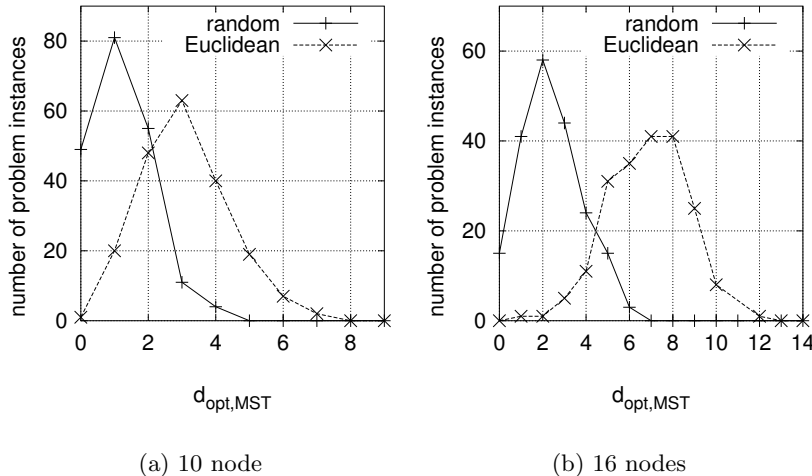 random
Euclidean
number of problem instances
80
60
40
20
0
0 2 4 6 8
d_opt,MST
(a) 10 node
random
Euclidean
number of problem instances
60
40
20
0
0 2 4 6 8 10 12 14
d_opt,MST
(b) 16 nodes